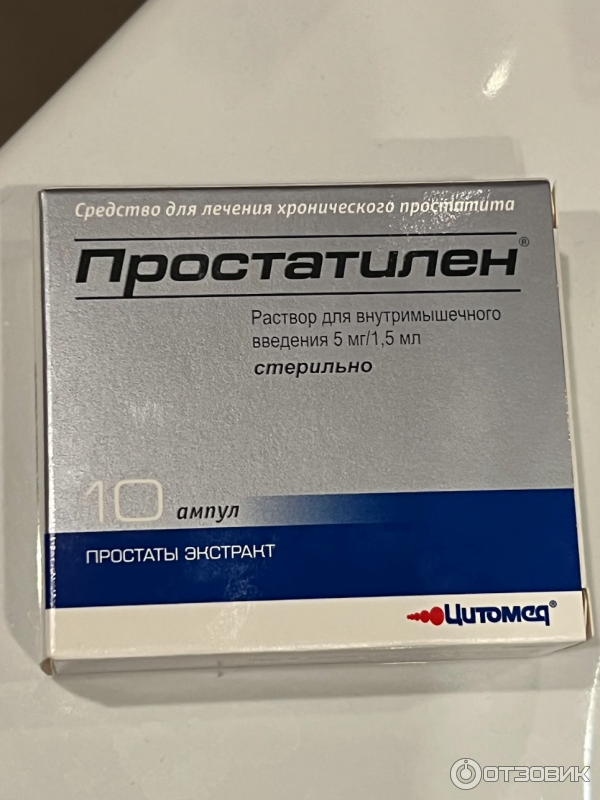 Средство для лечения хронического простатита
Простатилен®
Раствор для внутримышечного
введения 5 мг/1,5 мл
стерильно
10 ампул
ПРОСТАТЫ ЭКСТРАКТ
Цитомед®
ОТЗОВИК